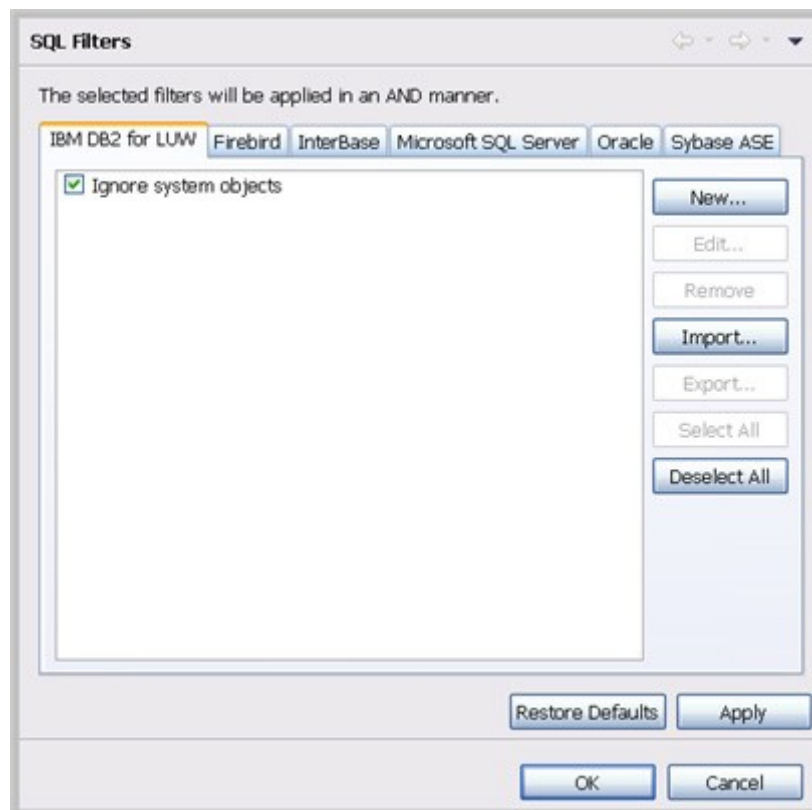 SQL Filters
The selected filters will be applied in an AND manner.
IBM DB2 for LUW Firebird InterBase Microsoft SQL Server Oracle Sybase ASE
Ignore system objects
New...
Edit...
Remove
Import...
Export...
Select All
Deselect All
Restore Defaults Apply
OK Cancel